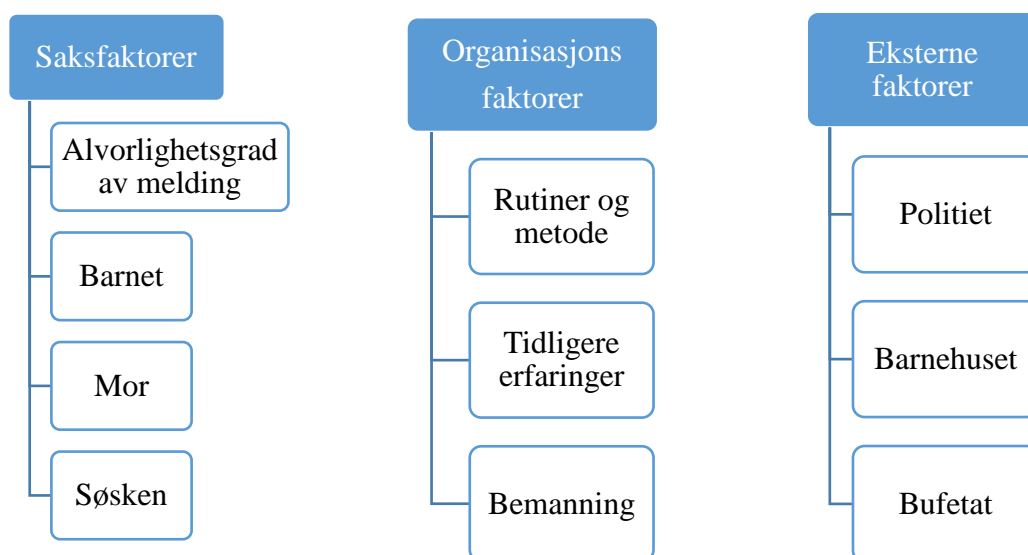 Saksfaktorer
Alvorlighetsgrad
av melding
Barnet
Mor
Søsken
Organisasjons
faktorer
Rutiner og
metode
Tidligere
erfaringer
Bemanning
Eksterne
faktorer
Politiet
Barnehuset
Bufetat